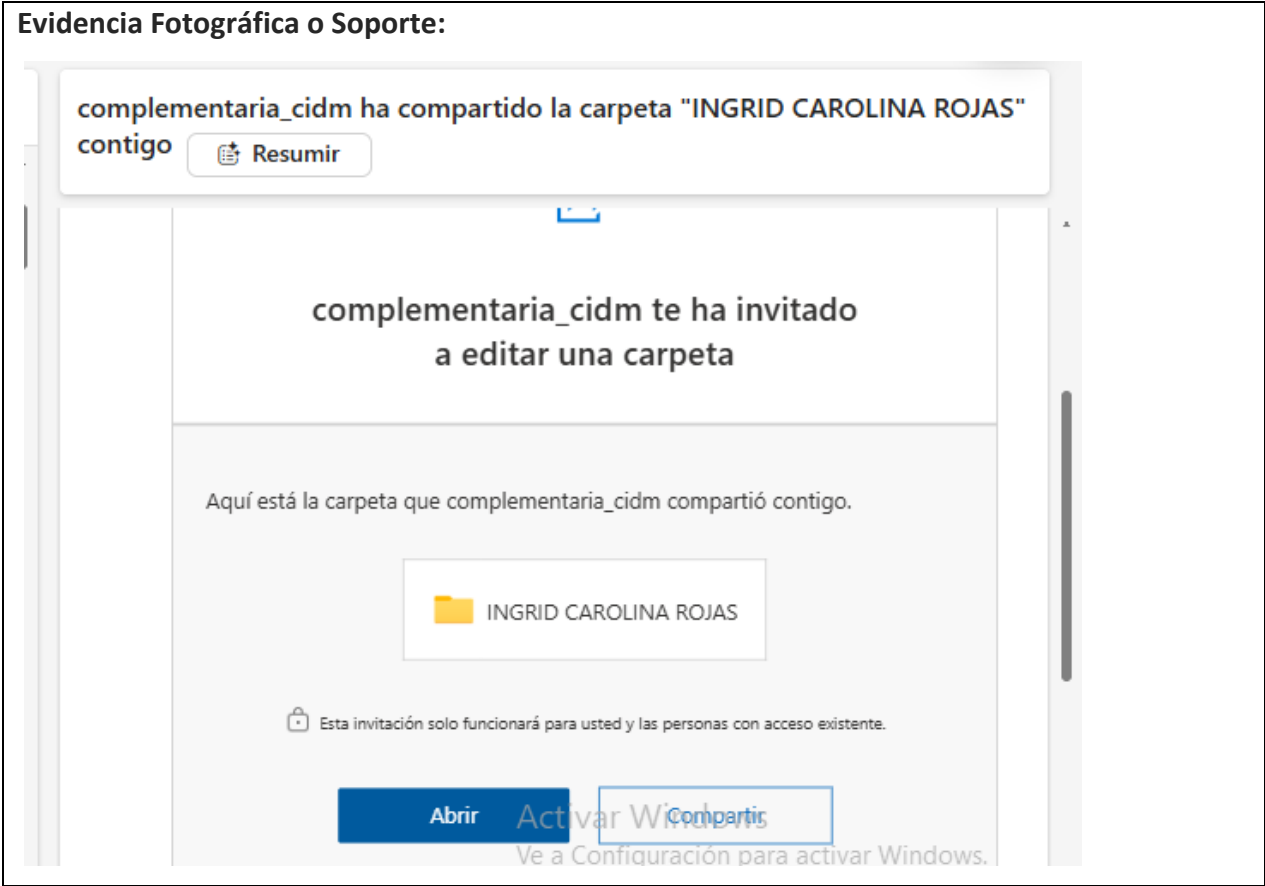 Evidencia Fotográfica o Soporte:
complementaria_cidm ha compartido la carpeta "INGRID CAROLINA ROJAS"
contigo Resumir
complementaria_cidm te ha invitado
a editar una carpeta
Aquí está la carpeta que complementaria_cidm compartió contigo.
INGRID CAROLINA ROJAS
Esta invitación solo funcionará para usted y las personas con acceso existente.
Abrir Compartir
Activar Windows
Ve a Configuración para activar Windows.